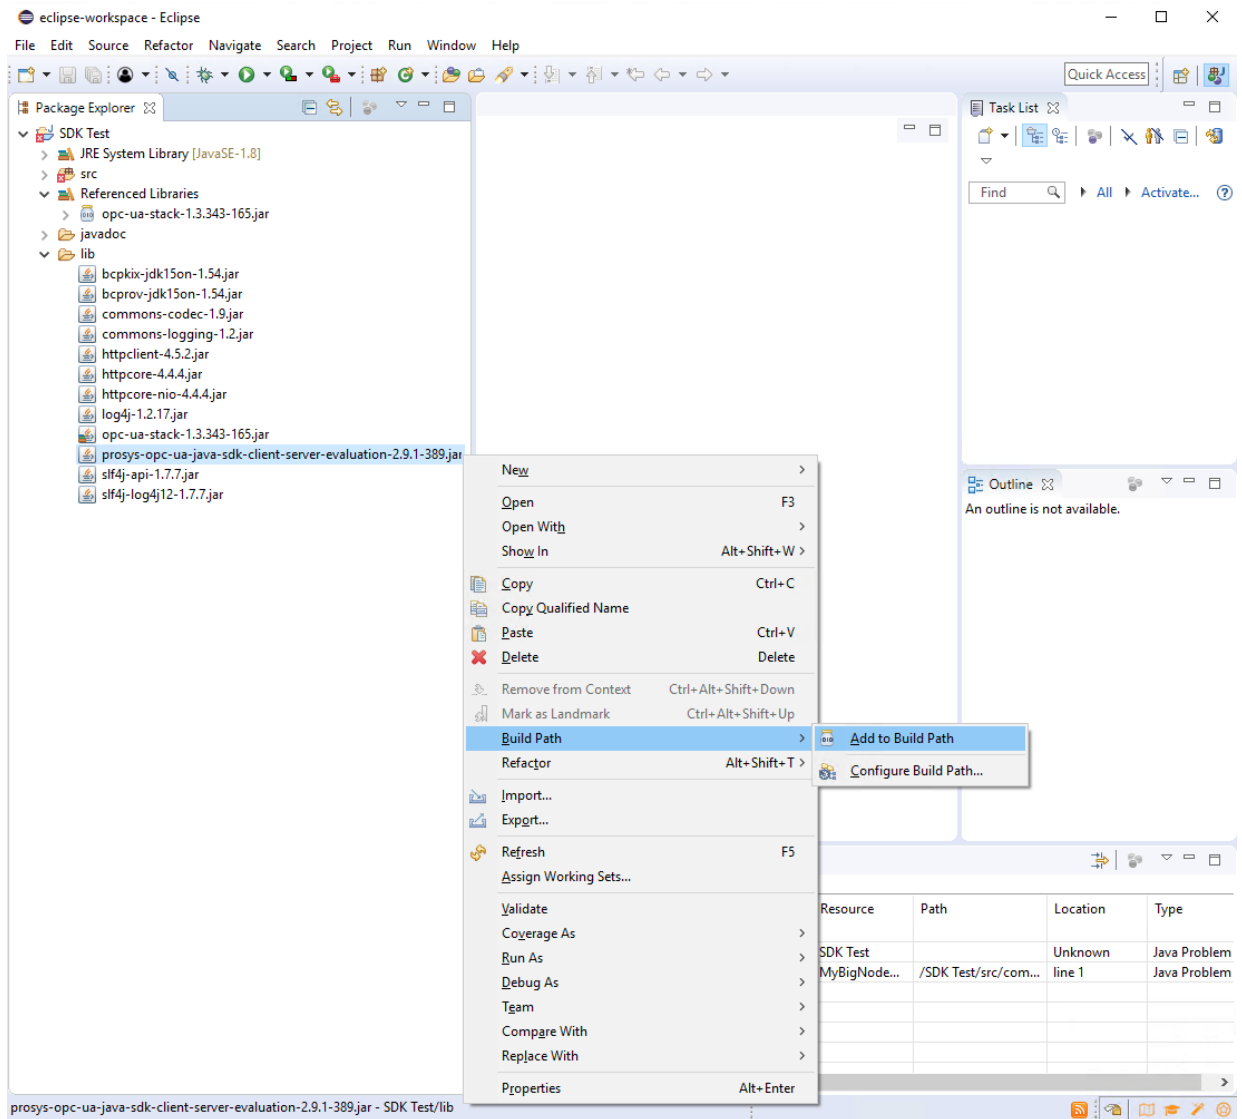 eclipse-workspace - Eclipse
File Edit Source Refactor Navigate Search Project Run Window Help
Quick Access
Package Explorer
SDK Test
JRE System Library [JavaSE-1.8]
src
Referenced Libraries
opc-ua-stack-1.3.343-165.jar
javadoc
lib
bcpkix-jdk15on-1.54.jar
bcprov-jdk15on-1.54.jar
commons-codec-1.9.jar
commons-logging-1.2.jar
httpclient-4.5.2.jar
httpcore-4.4.4.jar
httpcore-nio-4.4.4.jar
log4j-1.2.17.jar
opc-ua-stack-1.3.343-165.jar
prosys-opc-ua-java-sdk-client-server-evaluation-2.9.1-389.jar
slf4j-api-1.7.7.jar
slf4j-log4j12-1.7.7.jar
New
Open F3
Open With
Show In Alt+Shift+W
Copy Ctrl+C
Copy Qualified Name
Paste Ctrl+V
Delete Delete
Remove from Context Ctrl+Alt+Shift+Down
Mark as Landmark Ctrl+Alt+Shift+Up
Build Path
Refactor Alt+Shift+T
Import...
Export...
Refresh F5
Assign Working Sets...
Validate
Coverage As
Run As
Debug As
Team
Compare With
Replace With
Properties Alt+Enter
Add to Build Path
Configure Build Path...
Task List
Find All Activate...
Outline
An outline is not available.
Resource Path Location Type
SDK Test Unknown Java Problem
MyBigNode... /SDK Test/src/com... line 1 Java Problem
prosys-opc-ua-java-sdk-client-server-evaluation-2.9.1-389.jar - SDK Test/lib